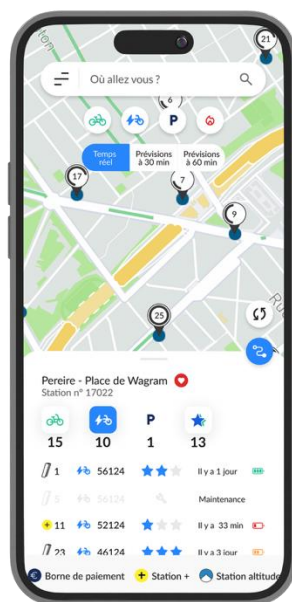 21
Où allez vous ?
6
P
Temps réel
Prévisions à 30 min
Prévisions à 60 min
17
7
9
25
Pereire - Place de Wagram
Station n° 17022
P
15 10 1 13
1 56124 Il y a 1 jour
5 56124 Maintenance
11 52124 Il y a 33 min
23 46124 Il y a 3 jour
€ Borne de paiement + Station + Station altitude